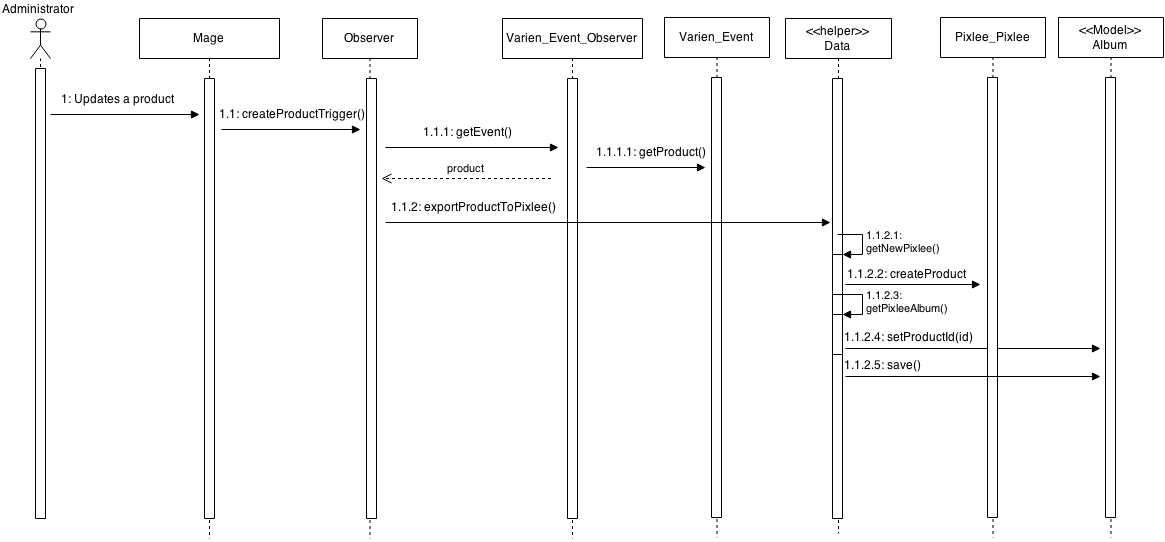 Administrator
Mage
Observer
Varien_Event_Observer
Varien_Event
<<helper>>
Data
Pixlee_Pixlee
<<Model>>
Album
1: Updates a product
1.1: createProductTrigger()
1.1.1: getEvent()
1.1.1.1: getProduct()
product
1.1.2: exportProductToPixlee()
1.1.2.1:
getNewPixlee()
1.1.2.2: createProduct
1.1.2.3:
getPixleeAlbum()
1.1.2.4: setProductId(id)
1.1.2.5: save()